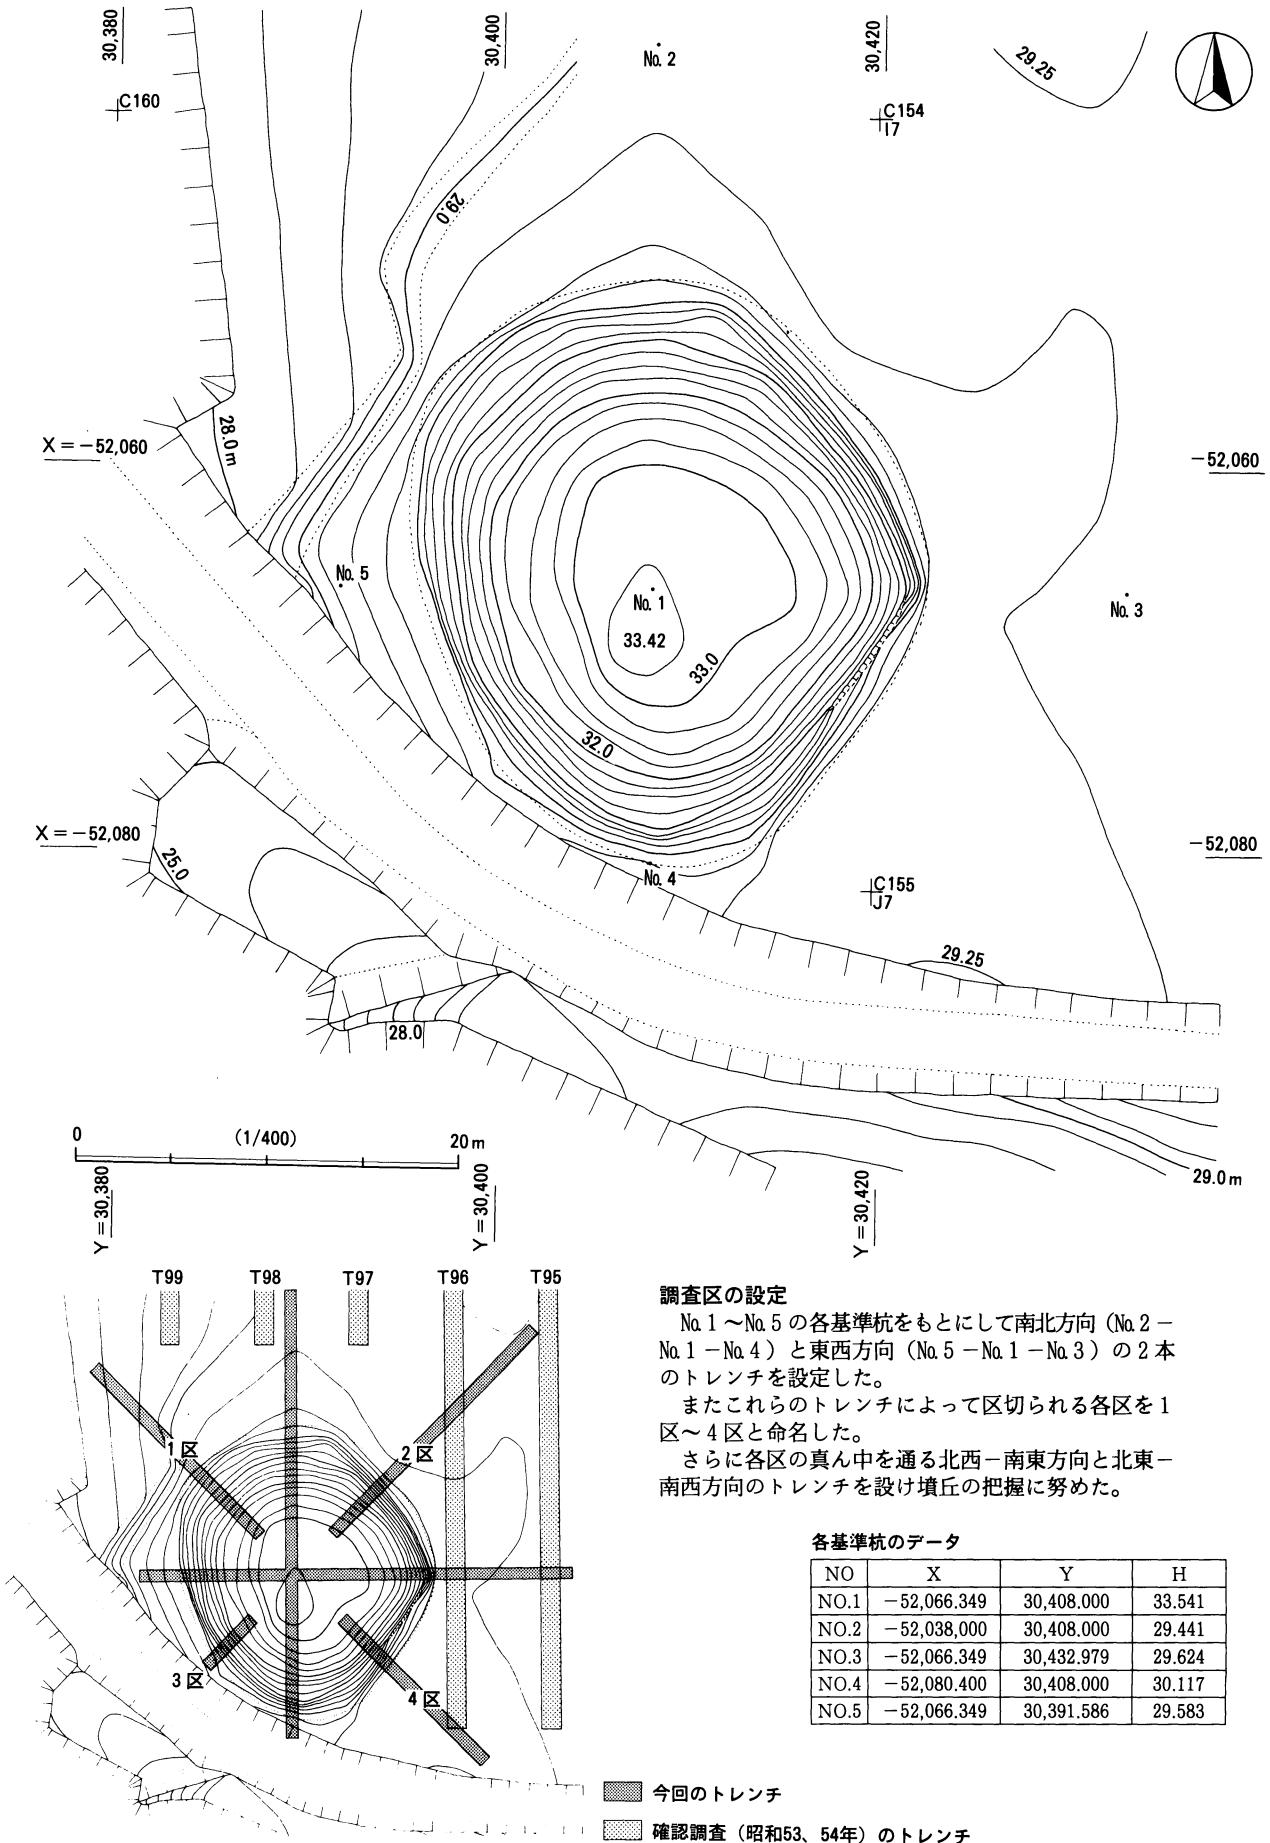 30,380
30,400
30,420
No. 2
29.25
C160
C154
I7
29.0
X＝−52,060
28.0m
−52,060
No. 5
No. 1
33.42
No. 3
33.0
32.0
X＝−52,080
−52,080
25.0
No. 4
C155
J7
29.25
28.0
0 (1/400) 20m
29.0m
Y＝30,380
Y＝30,400
Y＝30,420
T99 T98 T97 T96 T95
1区
2区
3区
4区
調査区の設定
No.1～No.5の各基準杭をもとにして南北方向（No.2－
No.1－No.4）と東西方向（No.5－No.1－No.3）の2本
のトレンチを設定した。
またこれらのトレンチによって区切られる各区を1
区～4区と命名した。
さらに各区の真ん中を通る北西－南東方向と北東－
南西方向のトレンチを設け墳丘の把握に努めた。
各基準杭のデータ
NO X Y H
NO.1 −52,066.349 30,408.000 33.541
NO.2 −52,038,000 30,408.000 29.441
NO.3 −52,066.349 30,432.979 29.624
NO.4 −52,080.400 30,408.000 30.117
NO.5 −52,066.349 30,391.586 29.583
今回のトレンチ
確認調査（昭和53、54年）のトレンチ